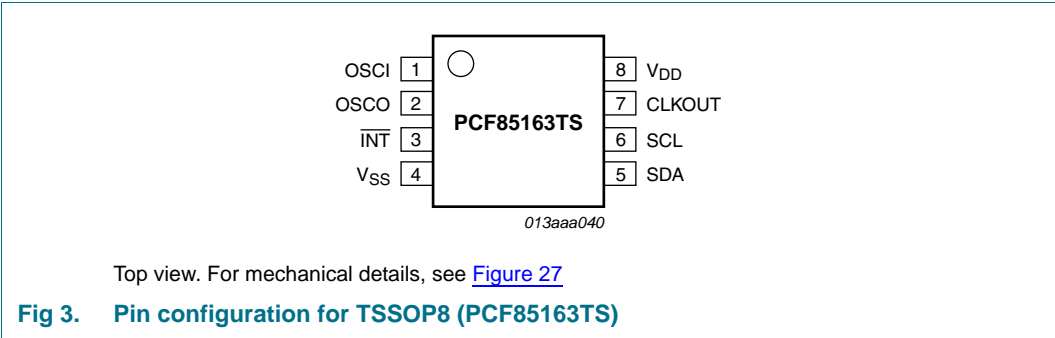 OSCI 1 8 VDD
OSCO 2 7 CLKOUT
PCF85163TS
INT 3 6 SCL
VSS 4 5 SDA
013aaa040
Top view. For mechanical details, see Figure 27
Fig 3. Pin configuration for TSSOP8 (PCF85163TS)